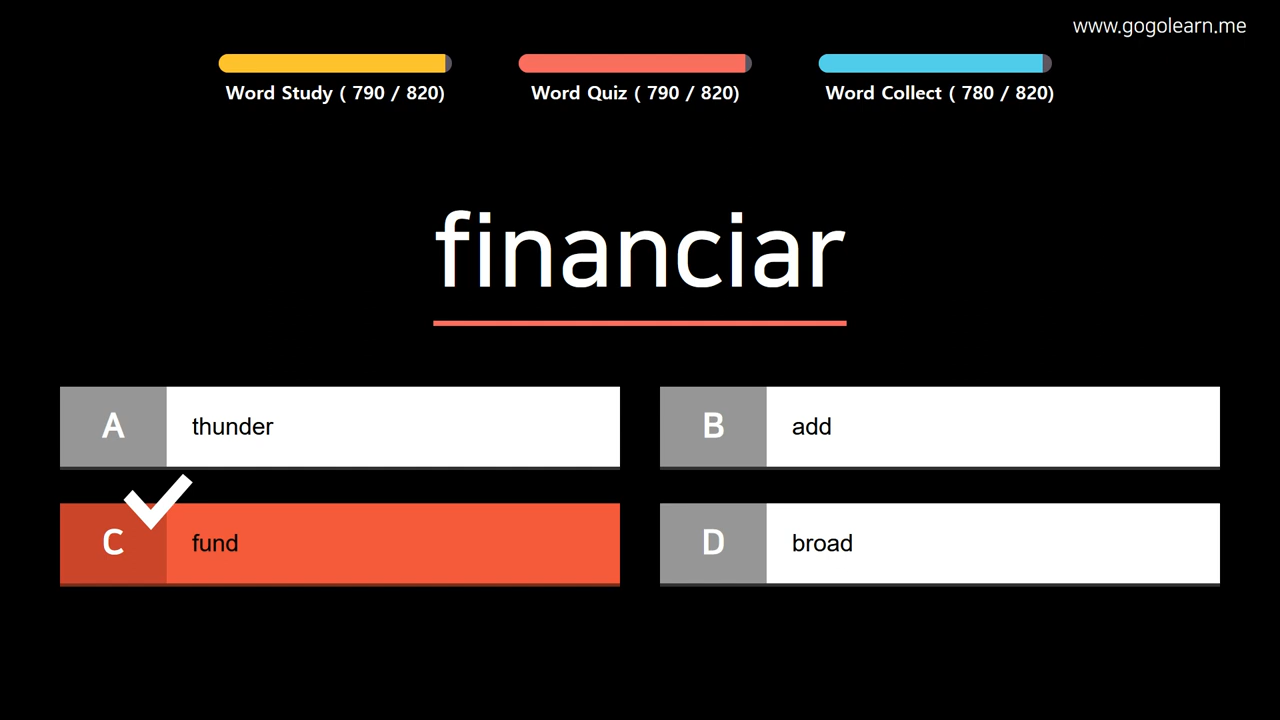 www.gogolearn.me
Word Study ( 790 / 820)
Word Quiz ( 790 / 820)
Word Collect ( 780 / 820)
financiar
A thunder
B add
C fund
D broad